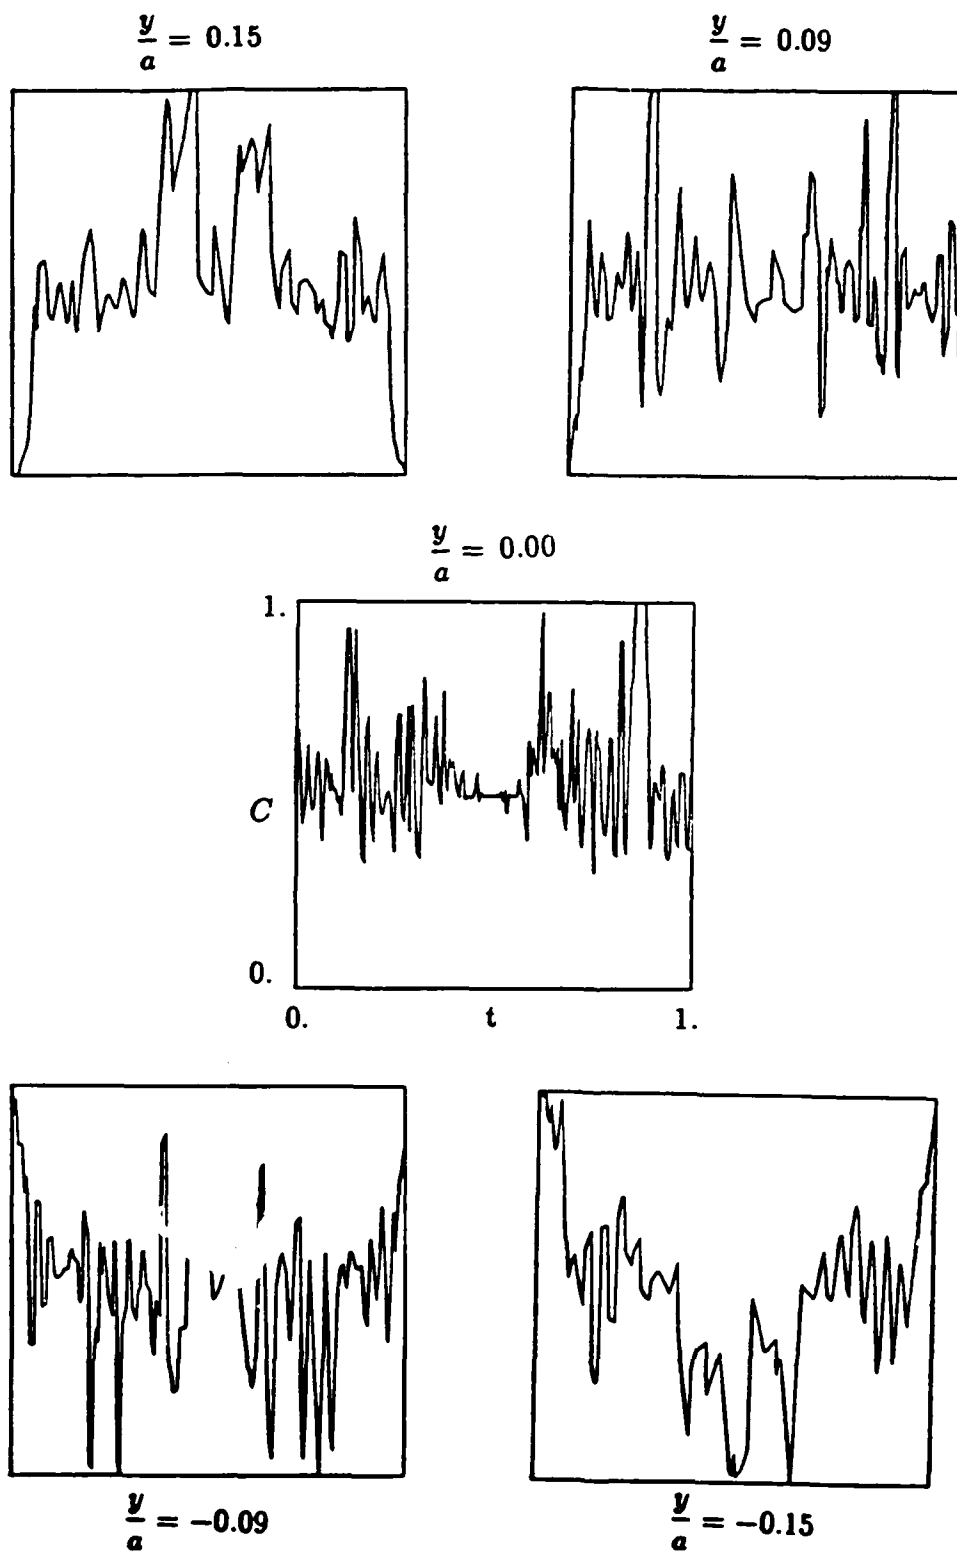 y/a = 0.15
y/a = 0.09
y/a = 0.00
1.
C
0.
0. t 1.
y/a = −0.09
y/a = −0.15